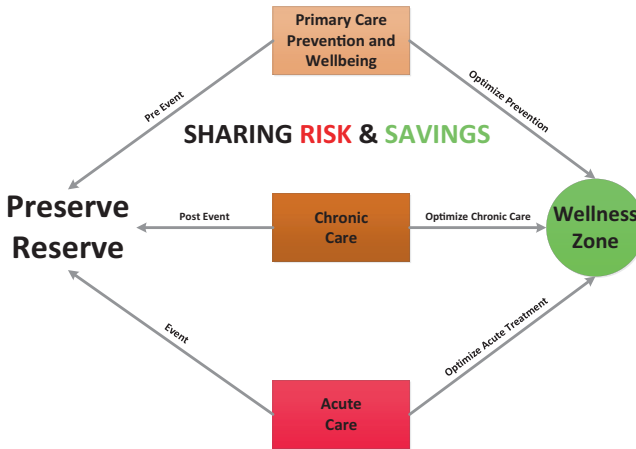 Primary Care
Prevention and
Wellbeing
Pre Event
Optimize Prevention
SHARING RISK & SAVINGS
Preserve
Reserve
Post Event
Chronic
Care
Optimize Chronic Care
Wellness
Zone
Event
Optimize Acute Treatment
Acute
Care